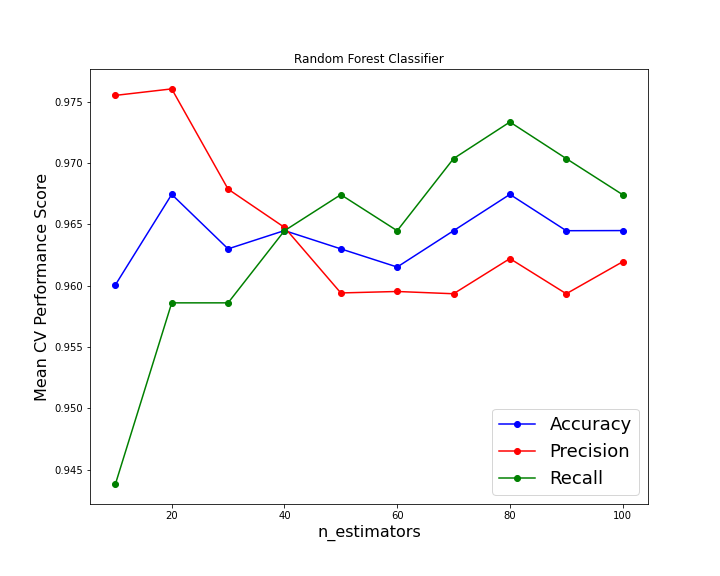 Random Forest Classifier
0.975
0.970
0.965
0.960
0.955
0.950
0.945
Mean CV Performance Score
Accuracy
Precision
Recall
20 40 60 80 100
n_estimators